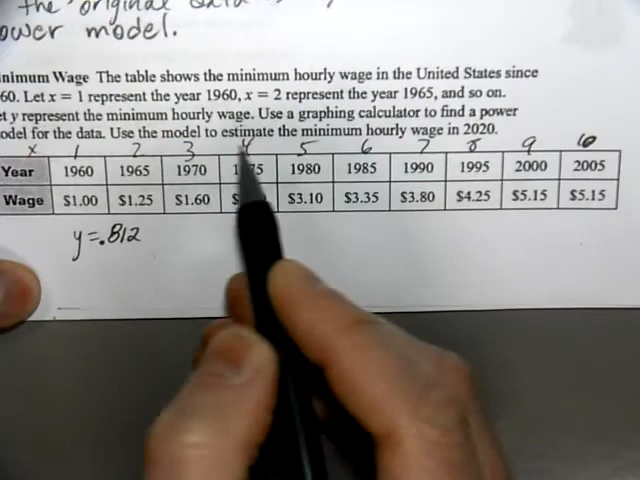 the original
ower model.
nimum Wage The table shows the minimum hourly wage in the United States since
60. Let x = 1 represent the year 1960, x = 2 represent the year 1965, and so on.
et y represent the minimum hourly wage. Use a graphing calculator to find a power
odel for the data. Use the model to estimate the minimum hourly wage in 2020.
x 1 2 3 4 5 6 7 8 9 10
Year 1960 1965 1970 1975 1980 1985 1990 1995 2000 2005
Wage $1.00 $1.25 $1.60 $ $3.10 $3.35 $3.80 $4.25 $5.15 $5.15
y=.812